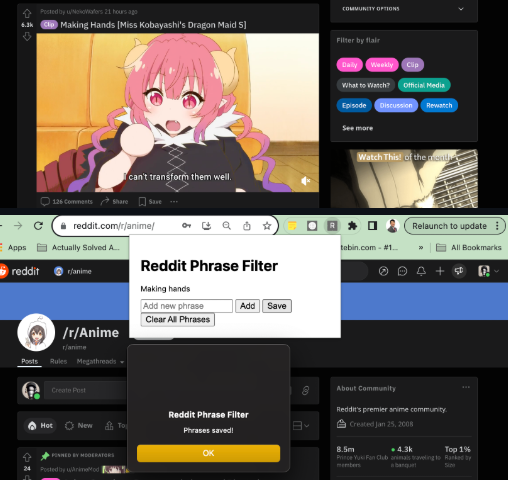 Posted by u/NekoWafers 21 hours ago
6.3k
Clip Making Hands [Miss Kobayashi's Dragon Maid S]
I can't transform them well.
126 Comments Share Save
COMMUNITY OPTIONS
Filter by flair
Daily Weekly Clip
What to Watch? Official Media
Episode Discussion Rewatch
See more
Watch This! of the month
reddit.com/r/anime/
R
Relaunch to update
Apps
Actually Solved A...
tebin.com - #1...
»
All Bookmarks
reddit
r/anime
Reddit Phrase Filter
Making hands
Add new phrase Add Save
Clear All Phrases
/r/Anime
r/anime
Posts Rules Megathreads
Create Post
Hot New Top
PINNED BY MODERATORS
24
Posted by u/AnimeMod
Reddit Phrase Filter
Phrases saved!
OK
About Community
Reddit's premier anime community.
Created Jan 25, 2008
8.5m 4.3k Top 1%
Prince Yurii Fan Club members
animals traveling to a banquet
Ranked by Size